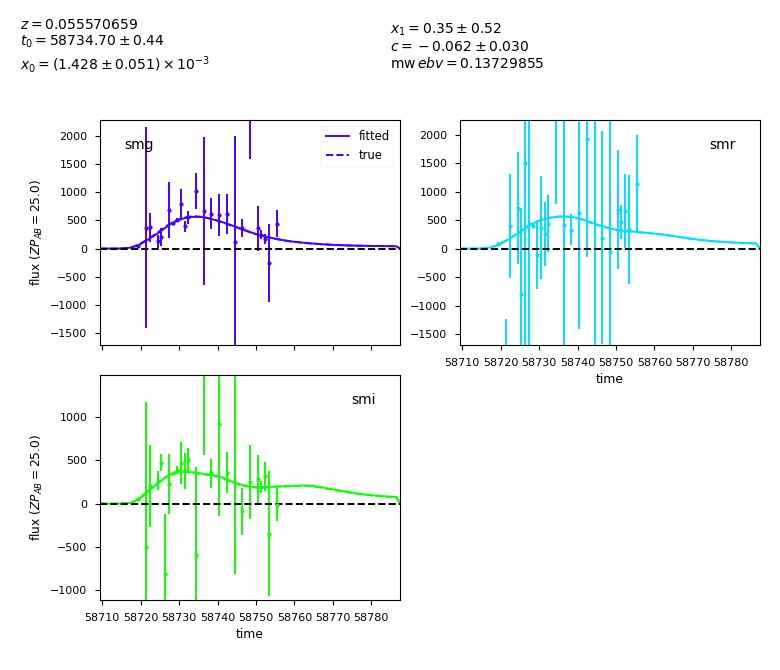 z = 0.055570659
t₀ = 58734.70 ± 0.44
x₀ = (1.428 ± 0.051) × 10⁻³
x₁ = 0.35 ± 0.52
c = −0.062 ± 0.030
mw ebv = 0.13729855
smg
fitted
true
2000
1500
1000
500
0
−500
−1000
−1500
flux (ZP_AB = 25.0)
smr
2000
1500
1000
500
0
−500
−1000
−1500
58710 58720 58730 58740 58750 58760 58770 58780
time
smi
1000
500
0
−500
−1000
flux (ZP_AB = 25.0)
58710 58720 58730 58740 58750 58760 58770 58780
time